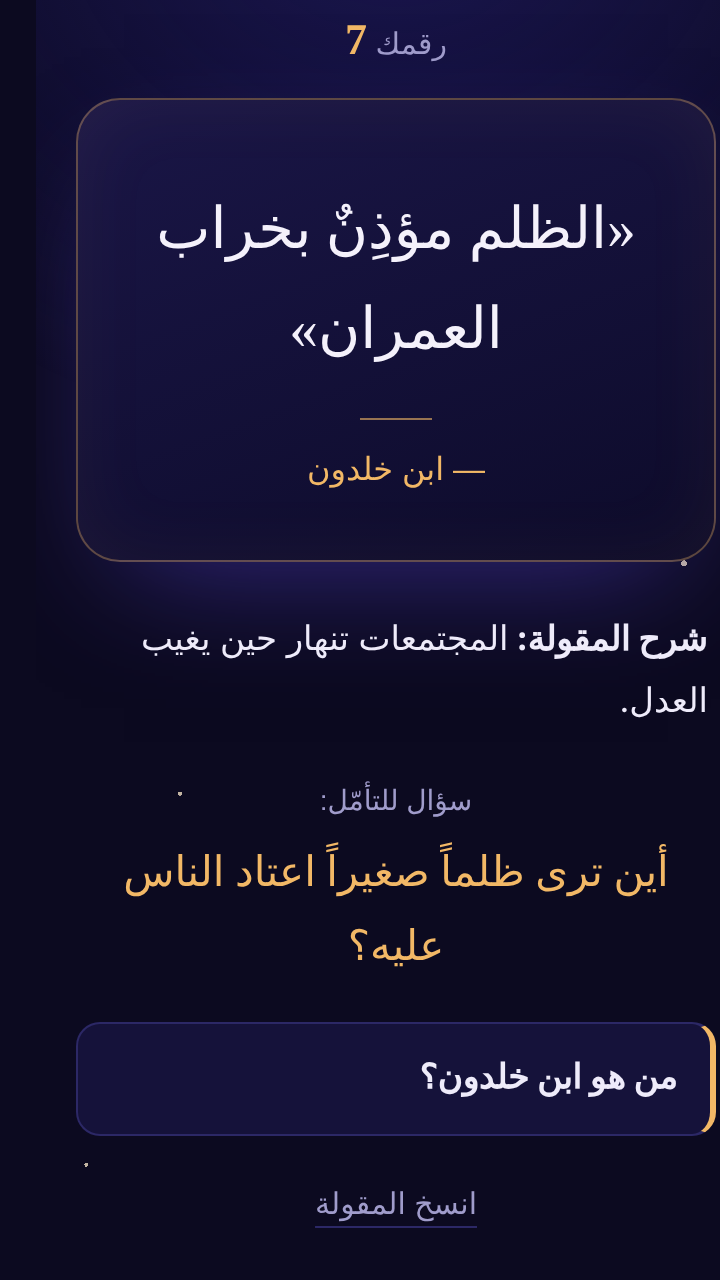 رقمك 7
«الظلم مؤذِنٌ بخراب
العمران»
— ابن خلدون
شرح المقولة: المجتمعات تنهار حين يغيب
العدل.
سؤال للتأمّل:
أين ترى ظلماً صغيراً اعتاد الناس
عليه؟
من هو ابن خلدون؟
انسخ المقولة